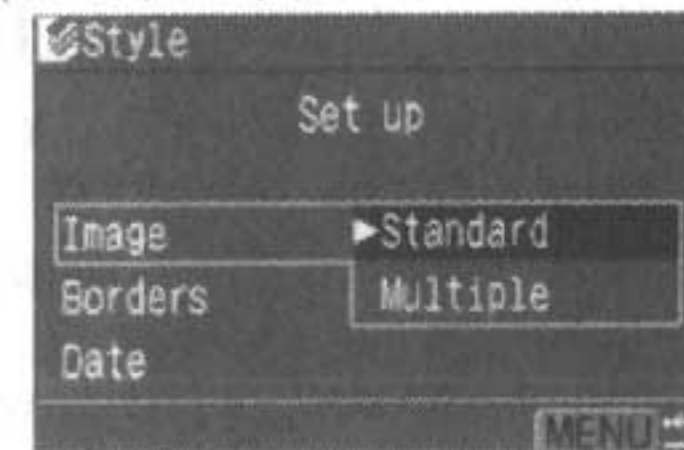 Style
Set up
Image ▶Standard
Borders Multiple
Date
MENU